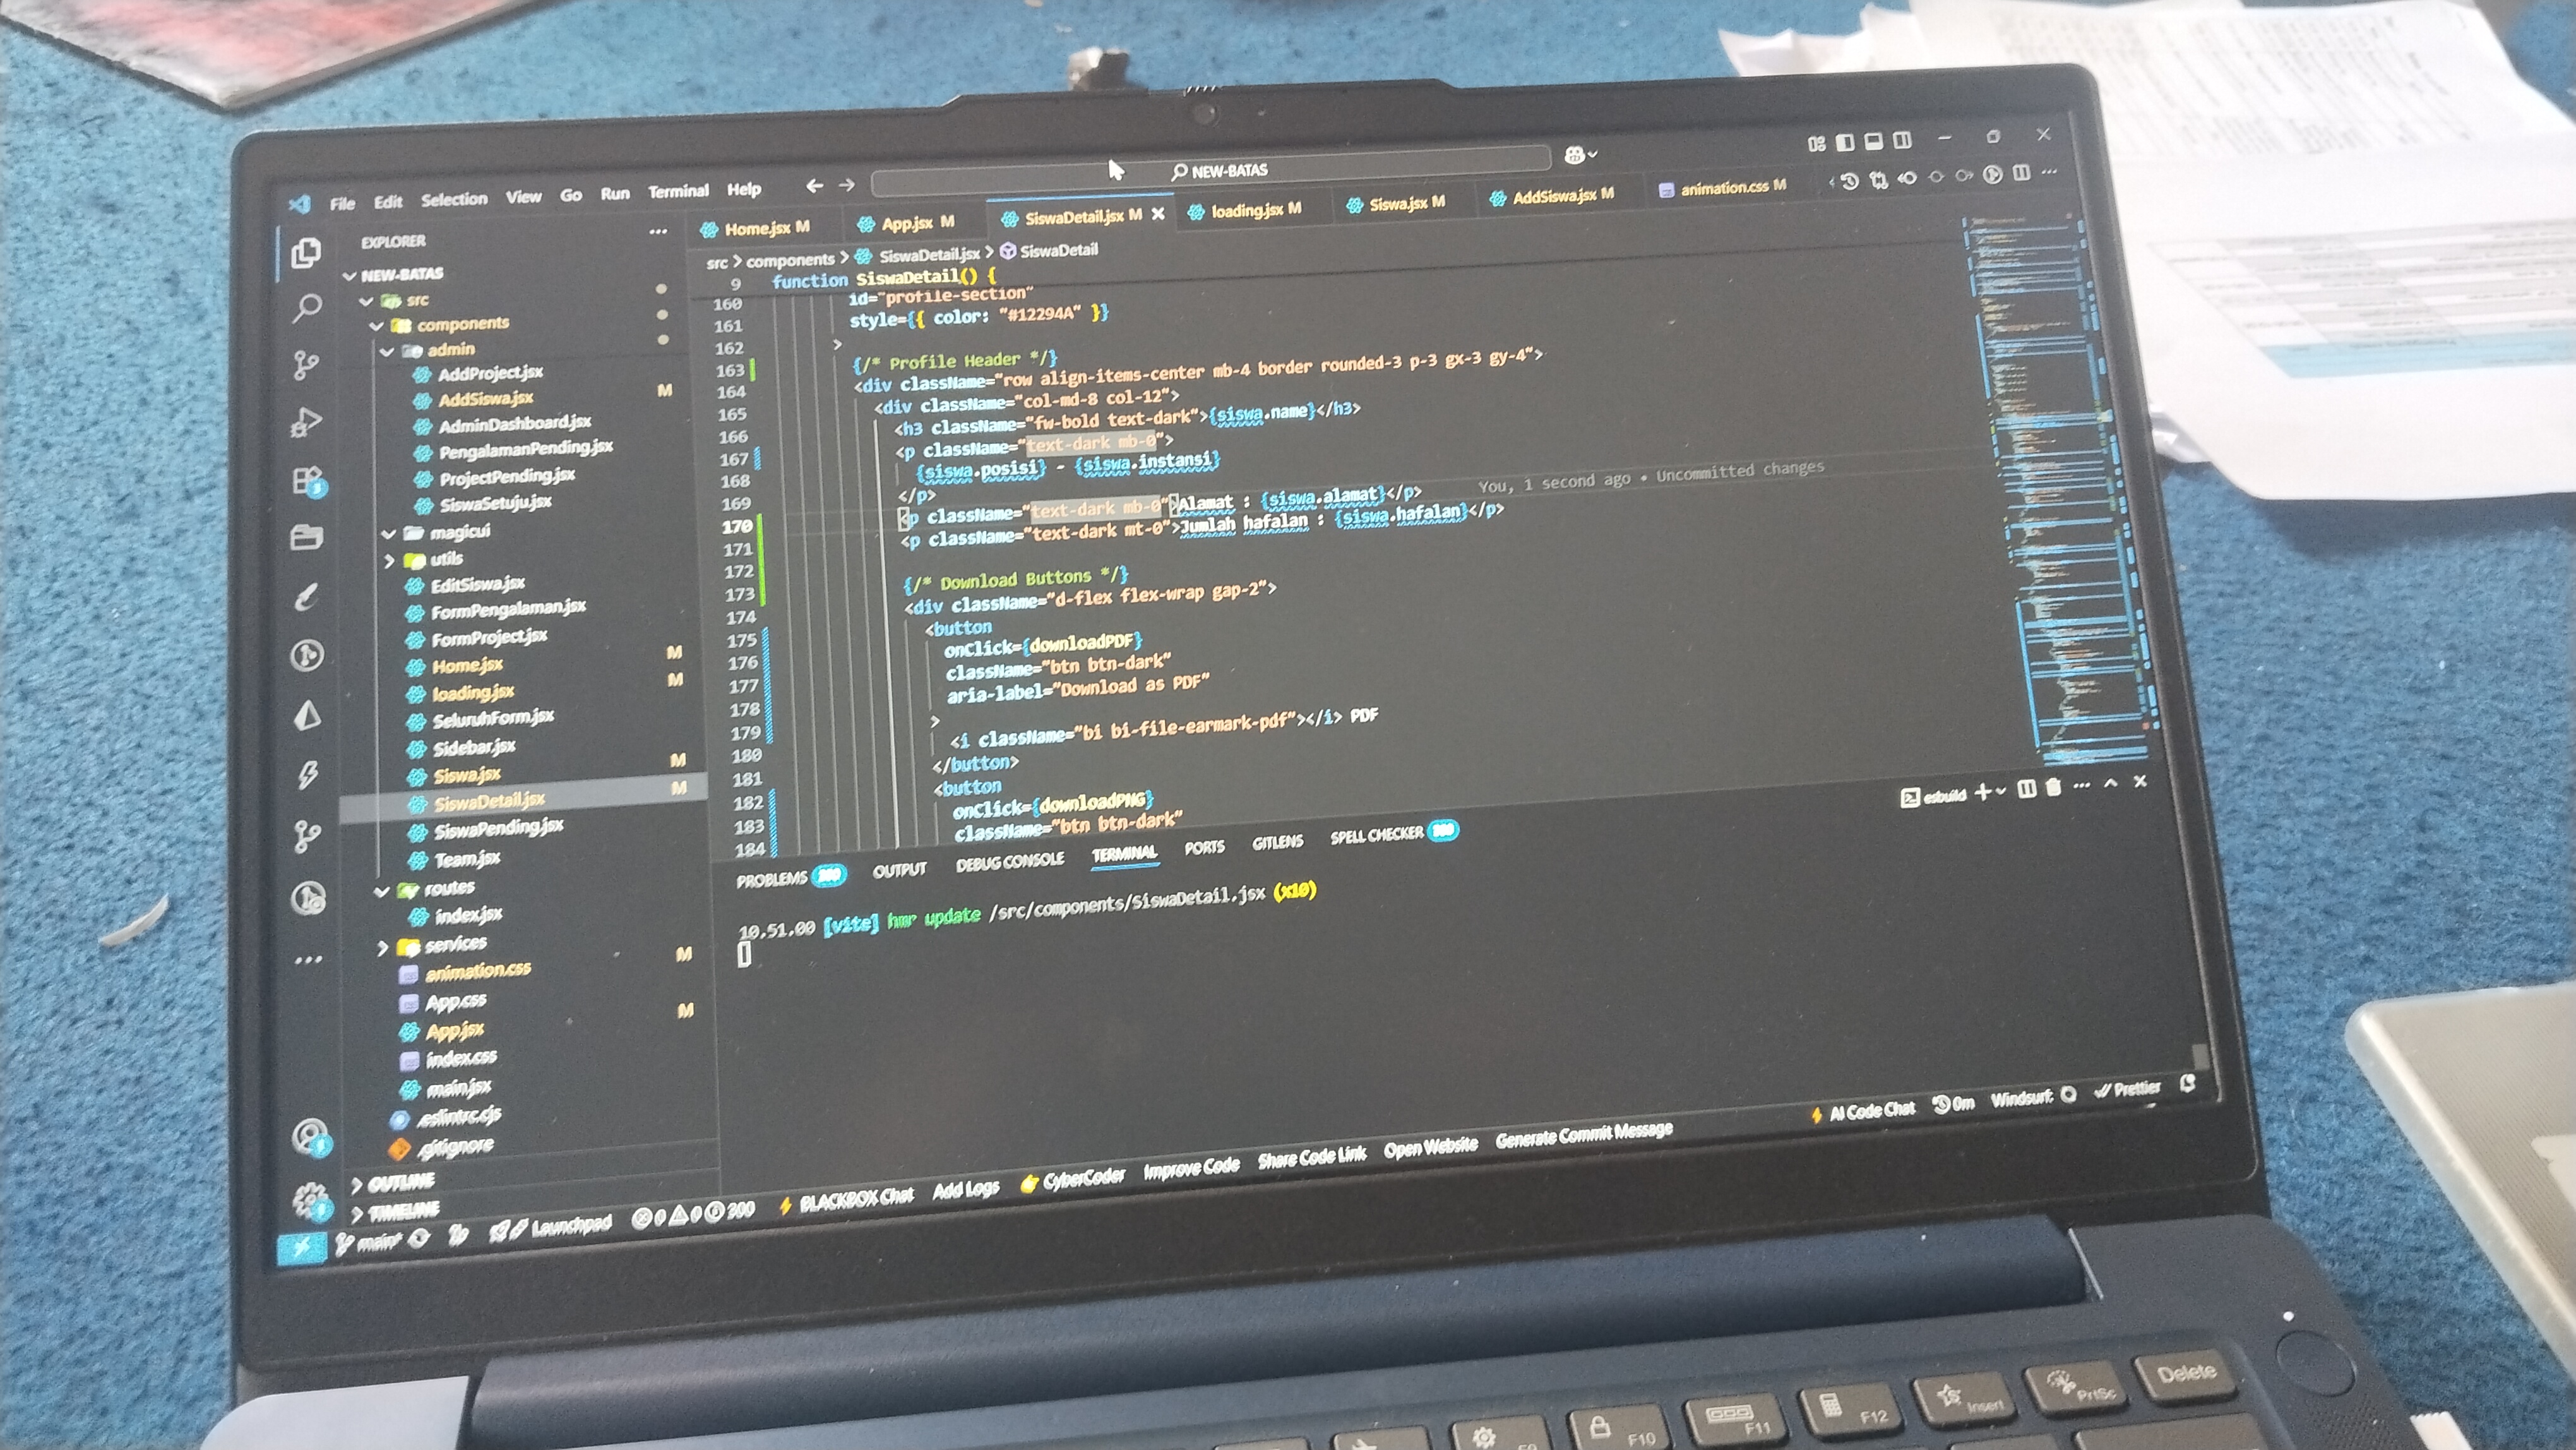 File Edit Selection View Go Run Terminal Help
NEW-BATAS
EXPLORER
NEW-BATAS
src
components
admin
AddProject.jsx
AddSiswa.jsx M
AdminDashboard.jsx
PengalamanPending.jsx
ProjectPending.jsx
SiswaSetuju.jsx
magicui
utils
EditSiswa.jsx
FormPengalaman.jsx
FormProject.jsx
Home.jsx M
loading.jsx M
SeluruhForm.jsx
Sidebar.jsx
Siswa.jsx M
SiswaDetail.jsx M
SiswaPending.jsx
Team.jsx
routes
index.jsx
services
animation.css M
App.css
App.jsx M
index.css
main.jsx
.eslintrc.cjs
.gitignore
OUTLINE
TIMELINE
Home.jsx M App.jsx M SiswaDetail.jsx M loading.jsx M Siswa.jsx M AddSiswa.jsx M animation.css M
src > components > SiswaDetail.jsx > SiswaDetail
9 function SiswaDetail() {
160 id="profile-section"
161 style={{ color: "#12294A" }}
162 >
163 {/* Profile Header */}
164 <div className="row align-items-center mb-4 border rounded-3 p-3 gx-3 gy-4">
165 <div className="col-md-8 col-12">
166 <h3 className="fw-bold text-dark">{siswa.name}</h3>
167 <p className="text-dark mb-0">
168 {siswa.posisi} - {siswa.instansi}
169 </p> You, 1 second ago • Uncommitted changes
170 <p className="text-dark mb-0">Alamat : {siswa.alamat}</p>
171 <p className="text-dark mt-0">Jumlah hafalan : {siswa.hafalan}</p>
172
173 {/* Download Buttons */}
174 <div className="d-flex flex-wrap gap-2">
175 <button
176 onClick={downloadPDF}
177 className="btn btn-dark"
178 aria-label="Download as PDF"
179 >
180 <i className="bi bi-file-earmark-pdf"></i> PDF
181 </button>
182 <button
183 onClick={downloadPNG}
184 className="btn btn-dark"
PROBLEMS 300 OUTPUT DEBUG CONSOLE TERMINAL PORTS GITLENS SPELL CHECKER 300
esbuild
10.51.00 [vite] hmr update /src/components/SiswaDetail.jsx (x10)
main* Launchpad 0 0 300 BLACKBOX Chat Add Logs CyberCoder Improve Code Share Code Link Open Website Generate Commit Message AI Code Chat 0m Windsurf: Prettier
F10 F11 F12 Insert PrtSc Delete